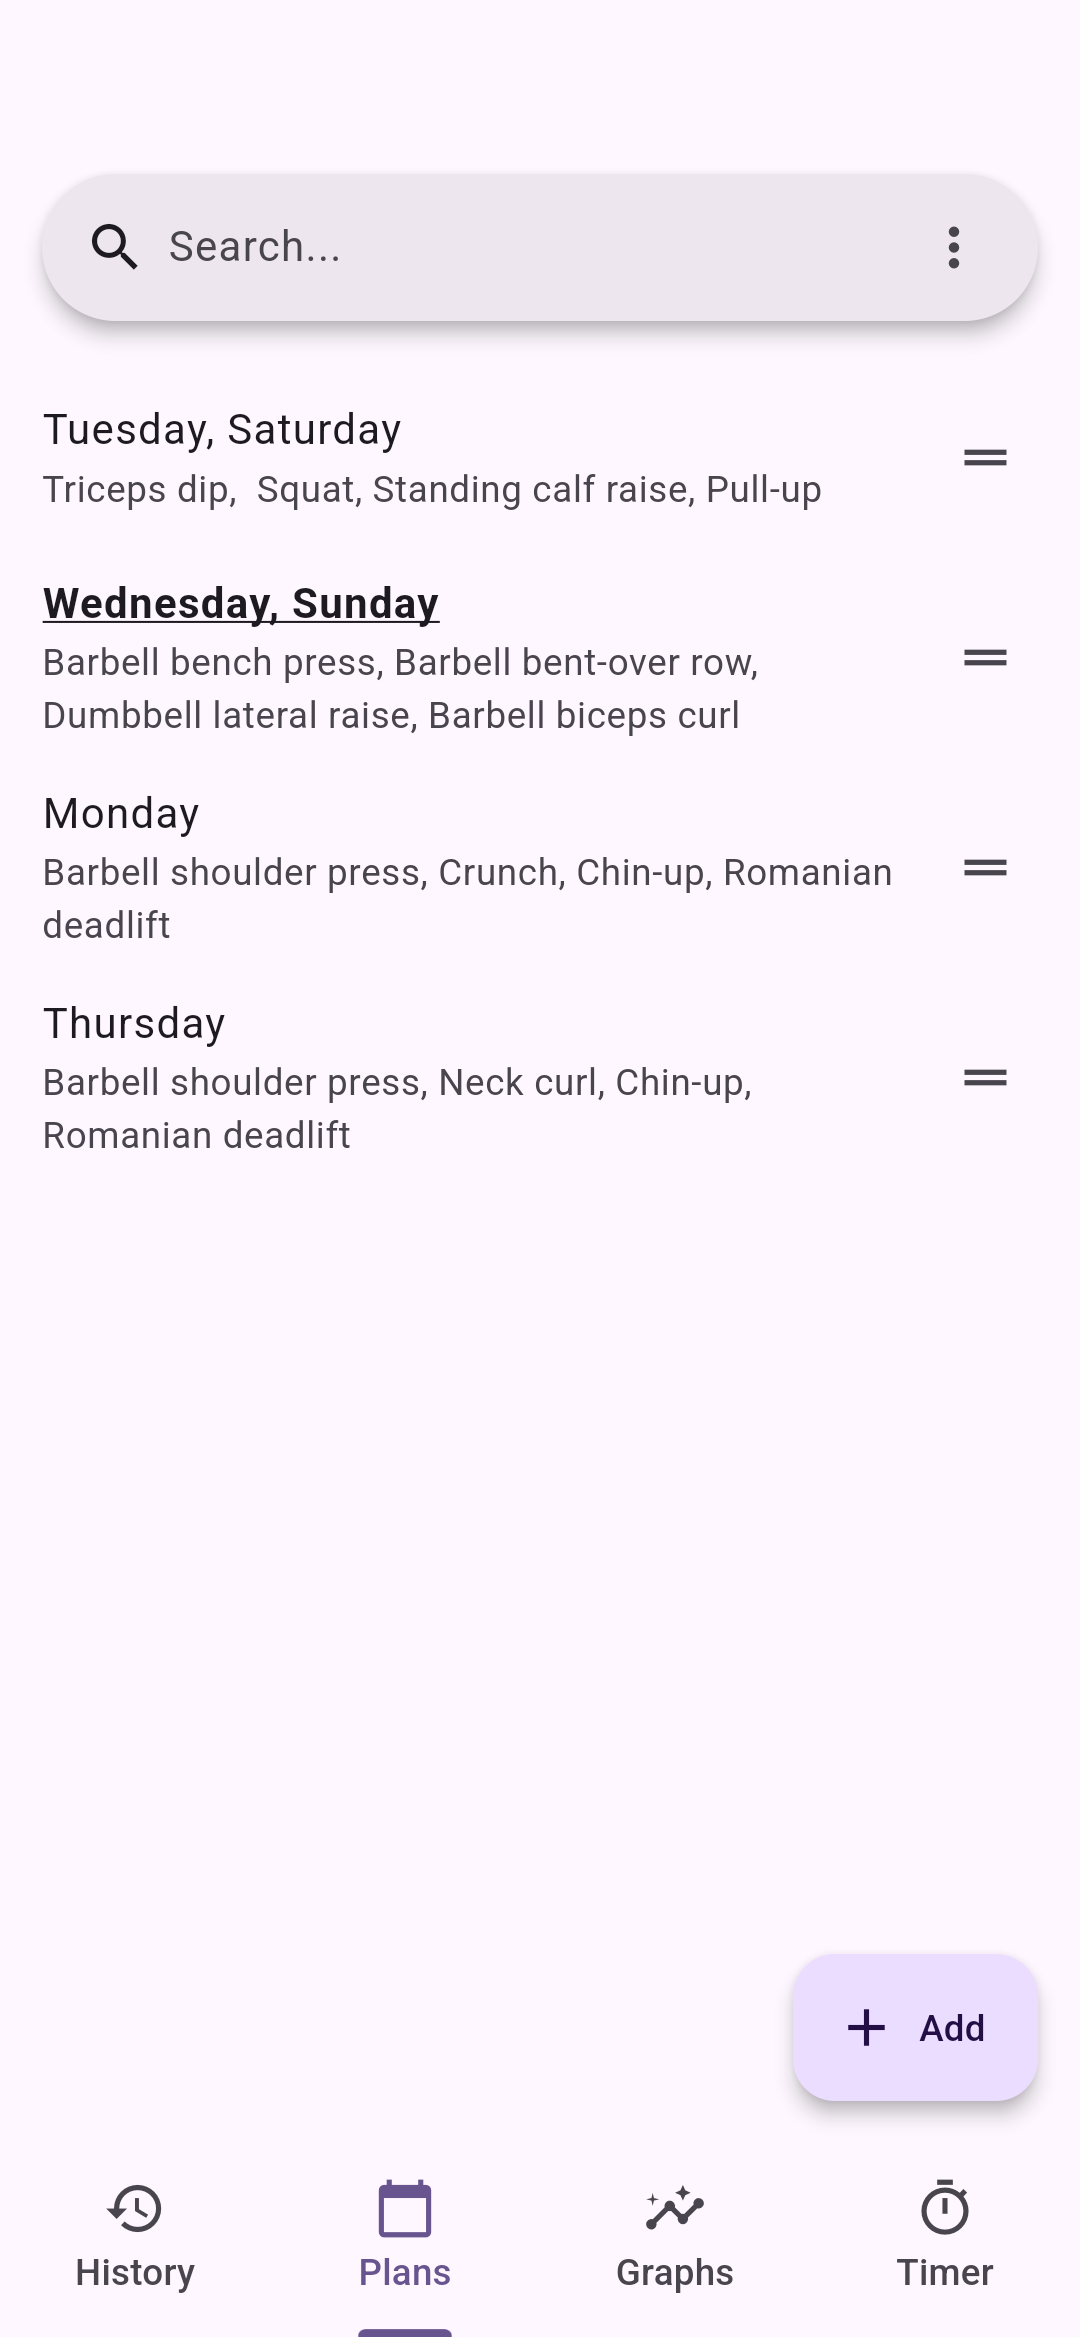 Search...
Tuesday, Saturday
Triceps dip,  Squat, Standing calf raise, Pull-up
Wednesday, Sunday
Barbell bench press, Barbell bent-over row,
Dumbbell lateral raise, Barbell biceps curl
Monday
Barbell shoulder press, Crunch, Chin-up, Romanian
deadlift
Thursday
Barbell shoulder press, Neck curl, Chin-up,
Romanian deadlift
Add
History
Plans
Graphs
Timer